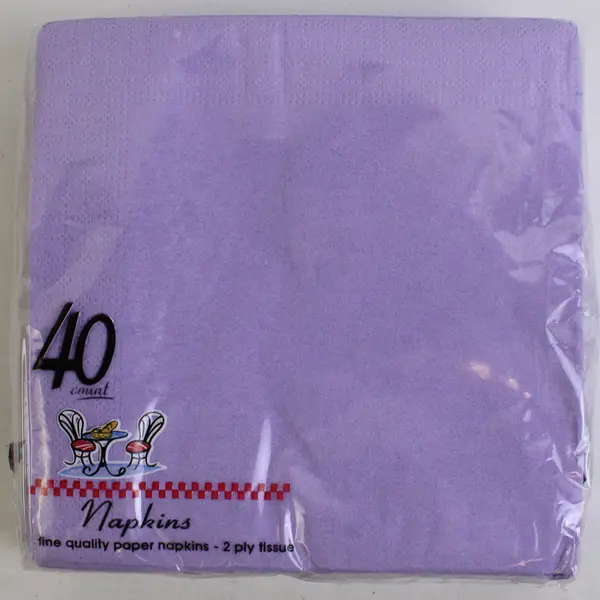 40
count
Napkins
fine quality paper napkins - 2 ply tissue